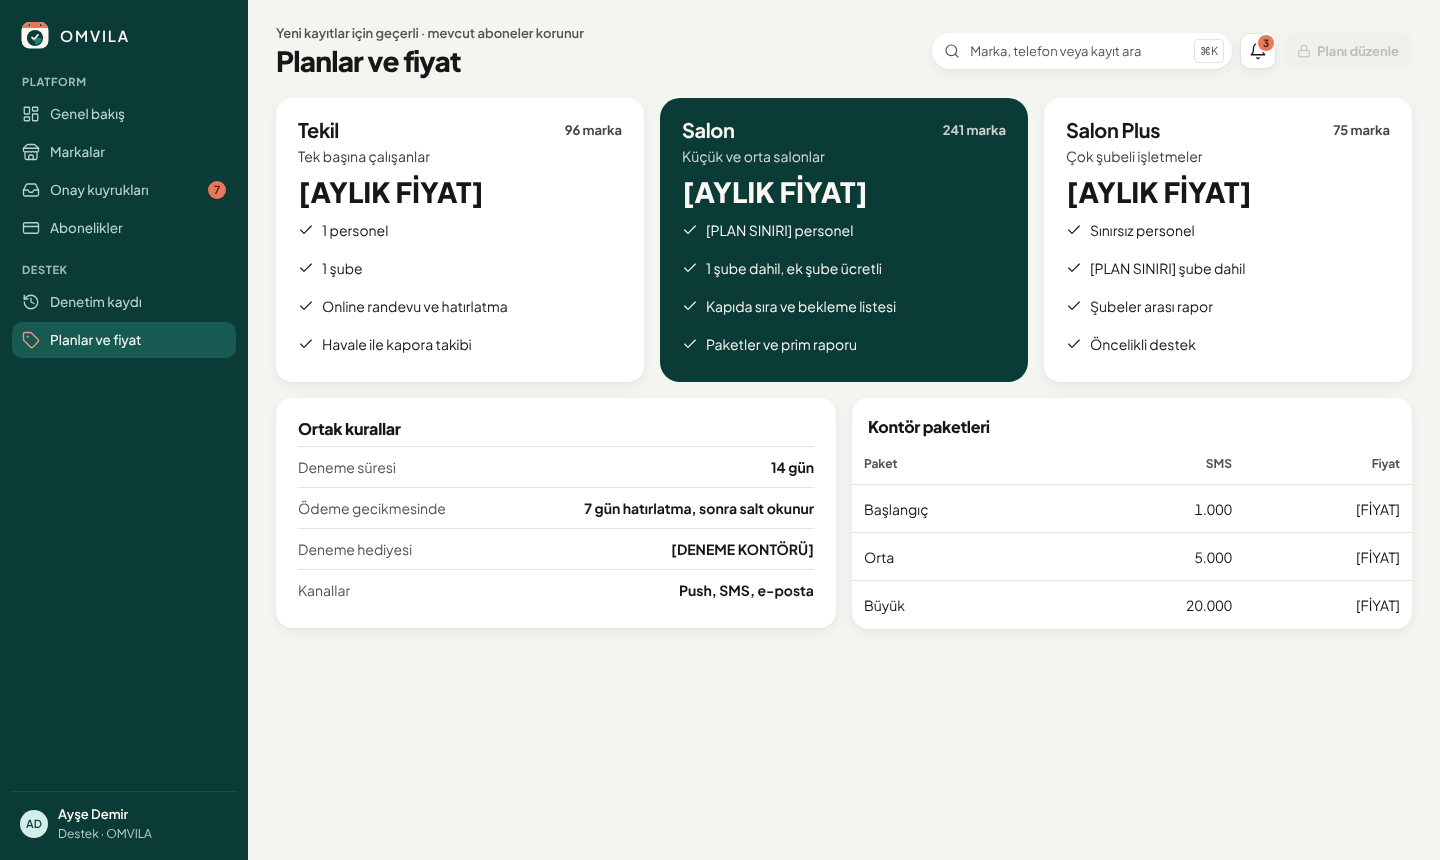 OMVILA
PLATFORM
Genel bakış
Markalar
Onay kuyrukları 7
Abonelikler
DESTEK
Denetim kaydı
Planlar ve fiyat
AD
Ayşe Demir
Destek · OMVILA
Yeni kayıtlar için geçerli · mevcut aboneler korunur
Planlar ve fiyat
Marka, telefon veya kayıt ara ⌘K
3
Planı düzenle
Tekil 96 marka
Tek başına çalışanlar
[AYLIK FİYAT]
1 personel
1 şube
Online randevu ve hatırlatma
Havale ile kapora takibi
Salon 241 marka
Küçük ve orta salonlar
[AYLIK FİYAT]
[PLAN SINIRI] personel
1 şube dahil, ek şube ücretli
Kapıda sıra ve bekleme listesi
Paketler ve prim raporu
Salon Plus 75 marka
Çok şubeli işletmeler
[AYLIK FİYAT]
Sınırsız personel
[PLAN SINIRI] şube dahil
Şubeler arası rapor
Öncelikli destek
Ortak kurallar
Deneme süresi 14 gün
Ödeme gecikmesinde 7 gün hatırlatma, sonra salt okunur
Deneme hediyesi [DENEME KONTÖRÜ]
Kanallar Push, SMS, e-posta
Kontör paketleri
Paket SMS Fiyat
Başlangıç 1.000 [FİYAT]
Orta 5.000 [FİYAT]
Büyük 20.000 [FİYAT]